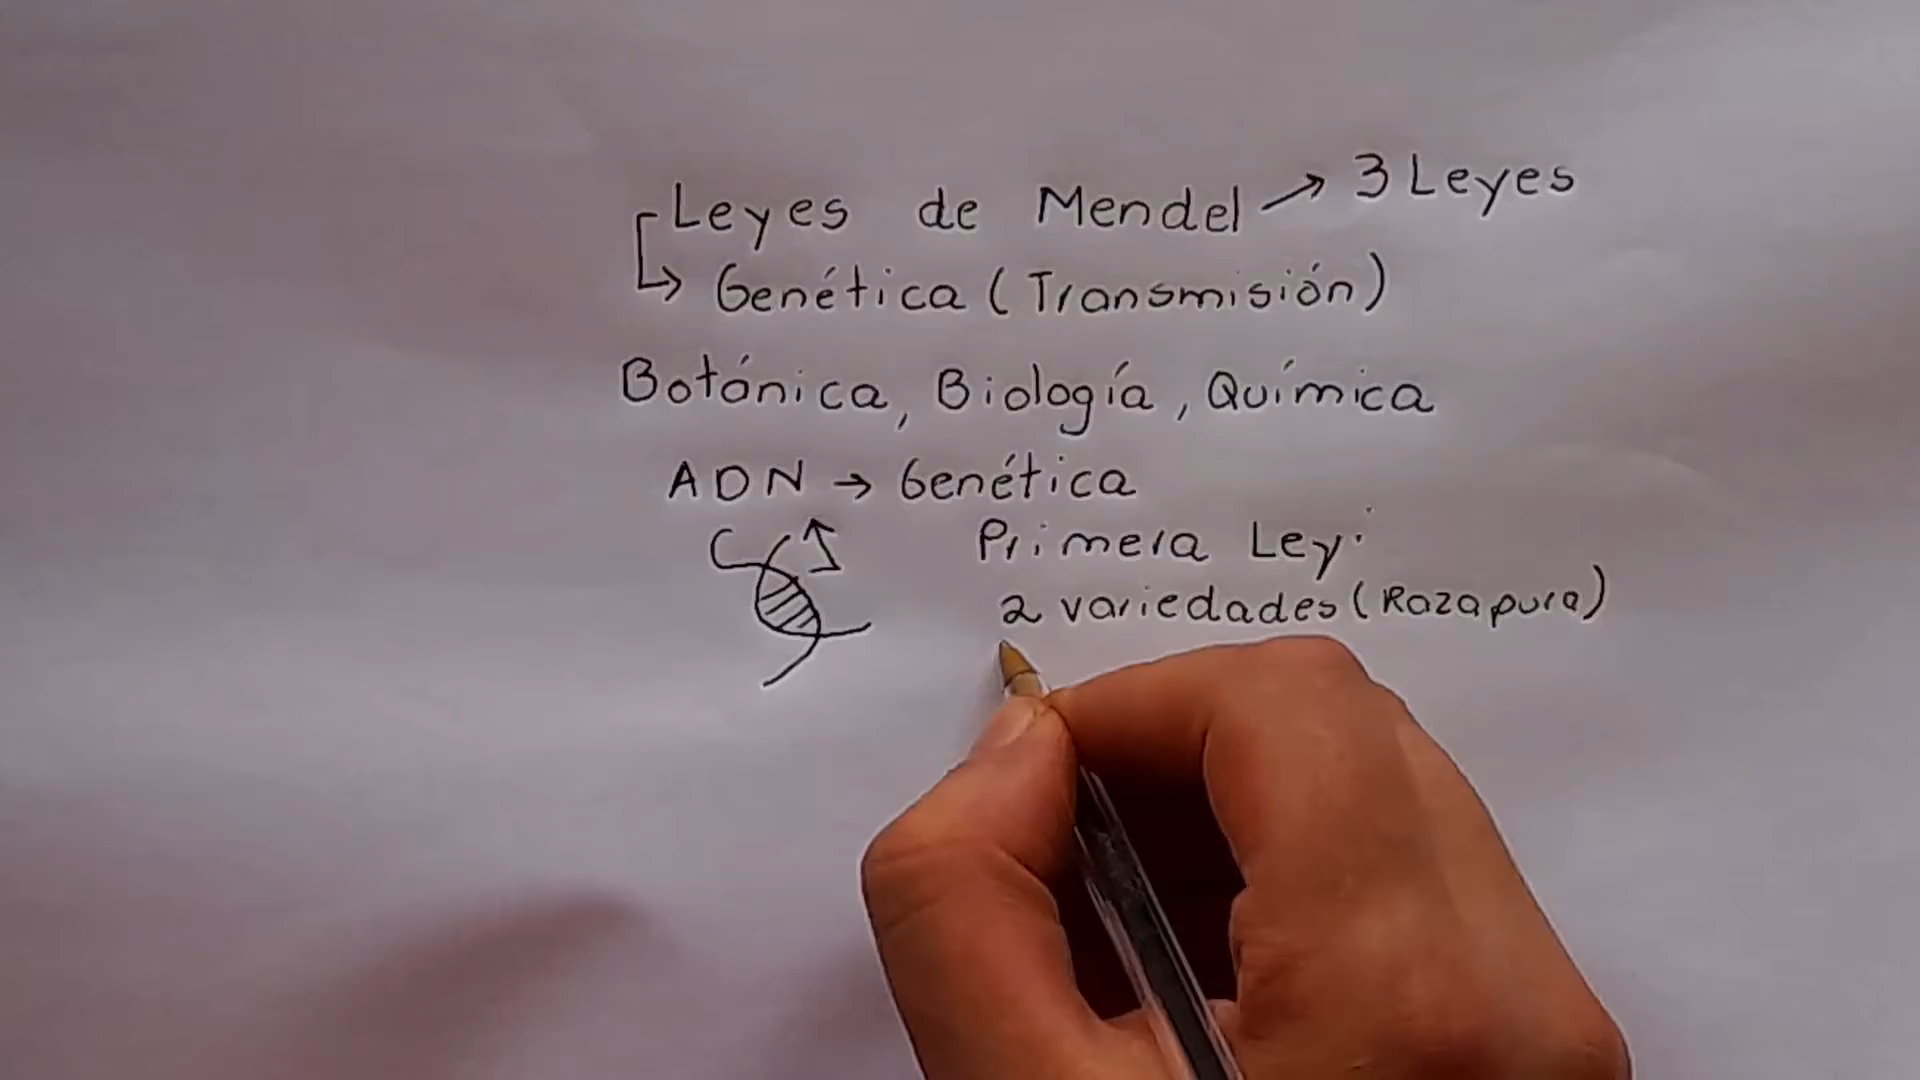 Leyes de Mendel → 3 Leyes
↳ Genética (Transmisión)
Botánica, Biología, Química
ADN → Genética
Primera Ley:
2 variedades (Raza pura)